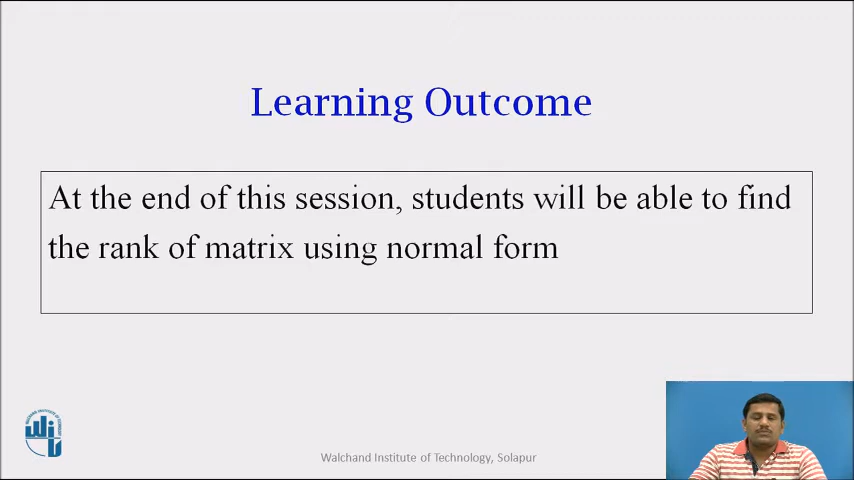 Learning Outcome
At the end of this session, students will be able to find
the rank of matrix using normal form
Walchand Institute of Technology, Solapur